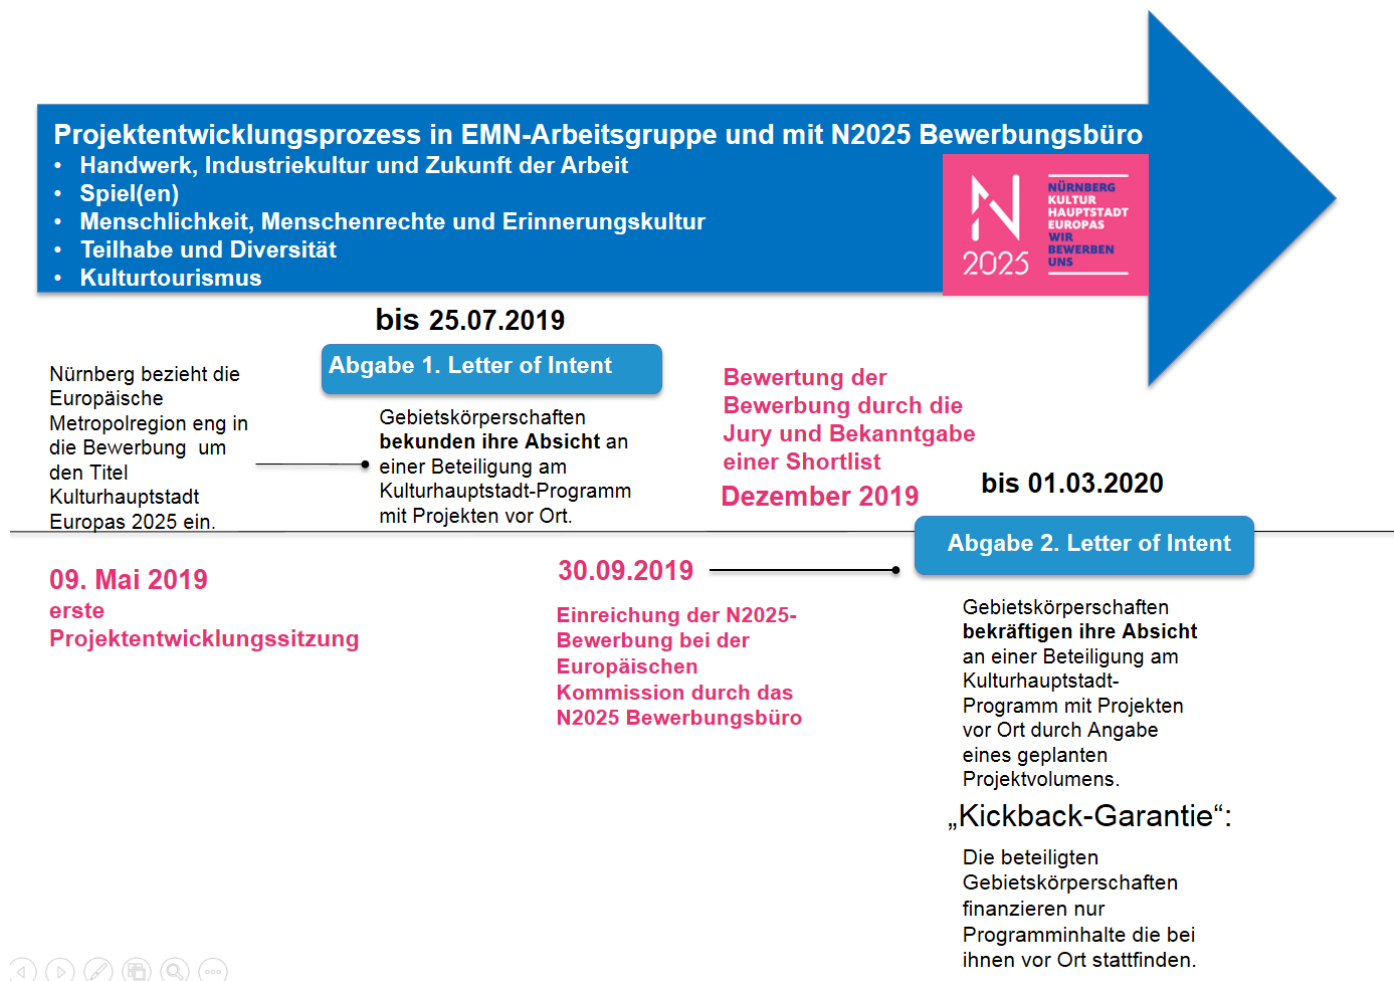 Projektentwicklungsprozess in EMN-Arbeitsgruppe und mit N2025 Bewerbungsbüro
• Handwerk, Industriekultur und Zukunft der Arbeit
• Spiel(en)
• Menschlichkeit, Menschenrechte und Erinnerungskultur
• Teilhabe und Diversität
• Kulturtourismus
N
2025
NÜRNBERG
KULTUR
HAUPTSTADT
EUROPAS
WIR
BEWERBEN
UNS
bis 25.07.2019
Abgabe 1. Letter of Intent
Nürnberg bezieht die
Europäische
Metropolregion eng in
die Bewerbung um
den Titel
Kulturhauptstadt
Europas 2025 ein.
Gebietskörperschaften
bekunden ihre Absicht an
einer Beteiligung am
Kulturhauptstadt-Programm
mit Projekten vor Ort.
Bewertung der
Bewerbung durch die
Jury und Bekanntgabe
einer Shortlist
Dezember 2019
bis 01.03.2020
Abgabe 2. Letter of Intent
09. Mai 2019
erste
Projektentwicklungssitzung
30.09.2019
Einreichung der N2025-
Bewerbung bei der
Europäischen
Kommission durch das
N2025 Bewerbungsbüro
Gebietskörperschaften
bekräftigen ihre Absicht
an einer Beteiligung am
Kulturhauptstadt-
Programm mit Projekten
vor Ort durch Angabe
eines geplanten
Projektvolumens.
„Kickback-Garantie“:
Die beteiligten
Gebietskörperschaften
finanzieren nur
Programminhalte die bei
ihnen vor Ort stattfinden.